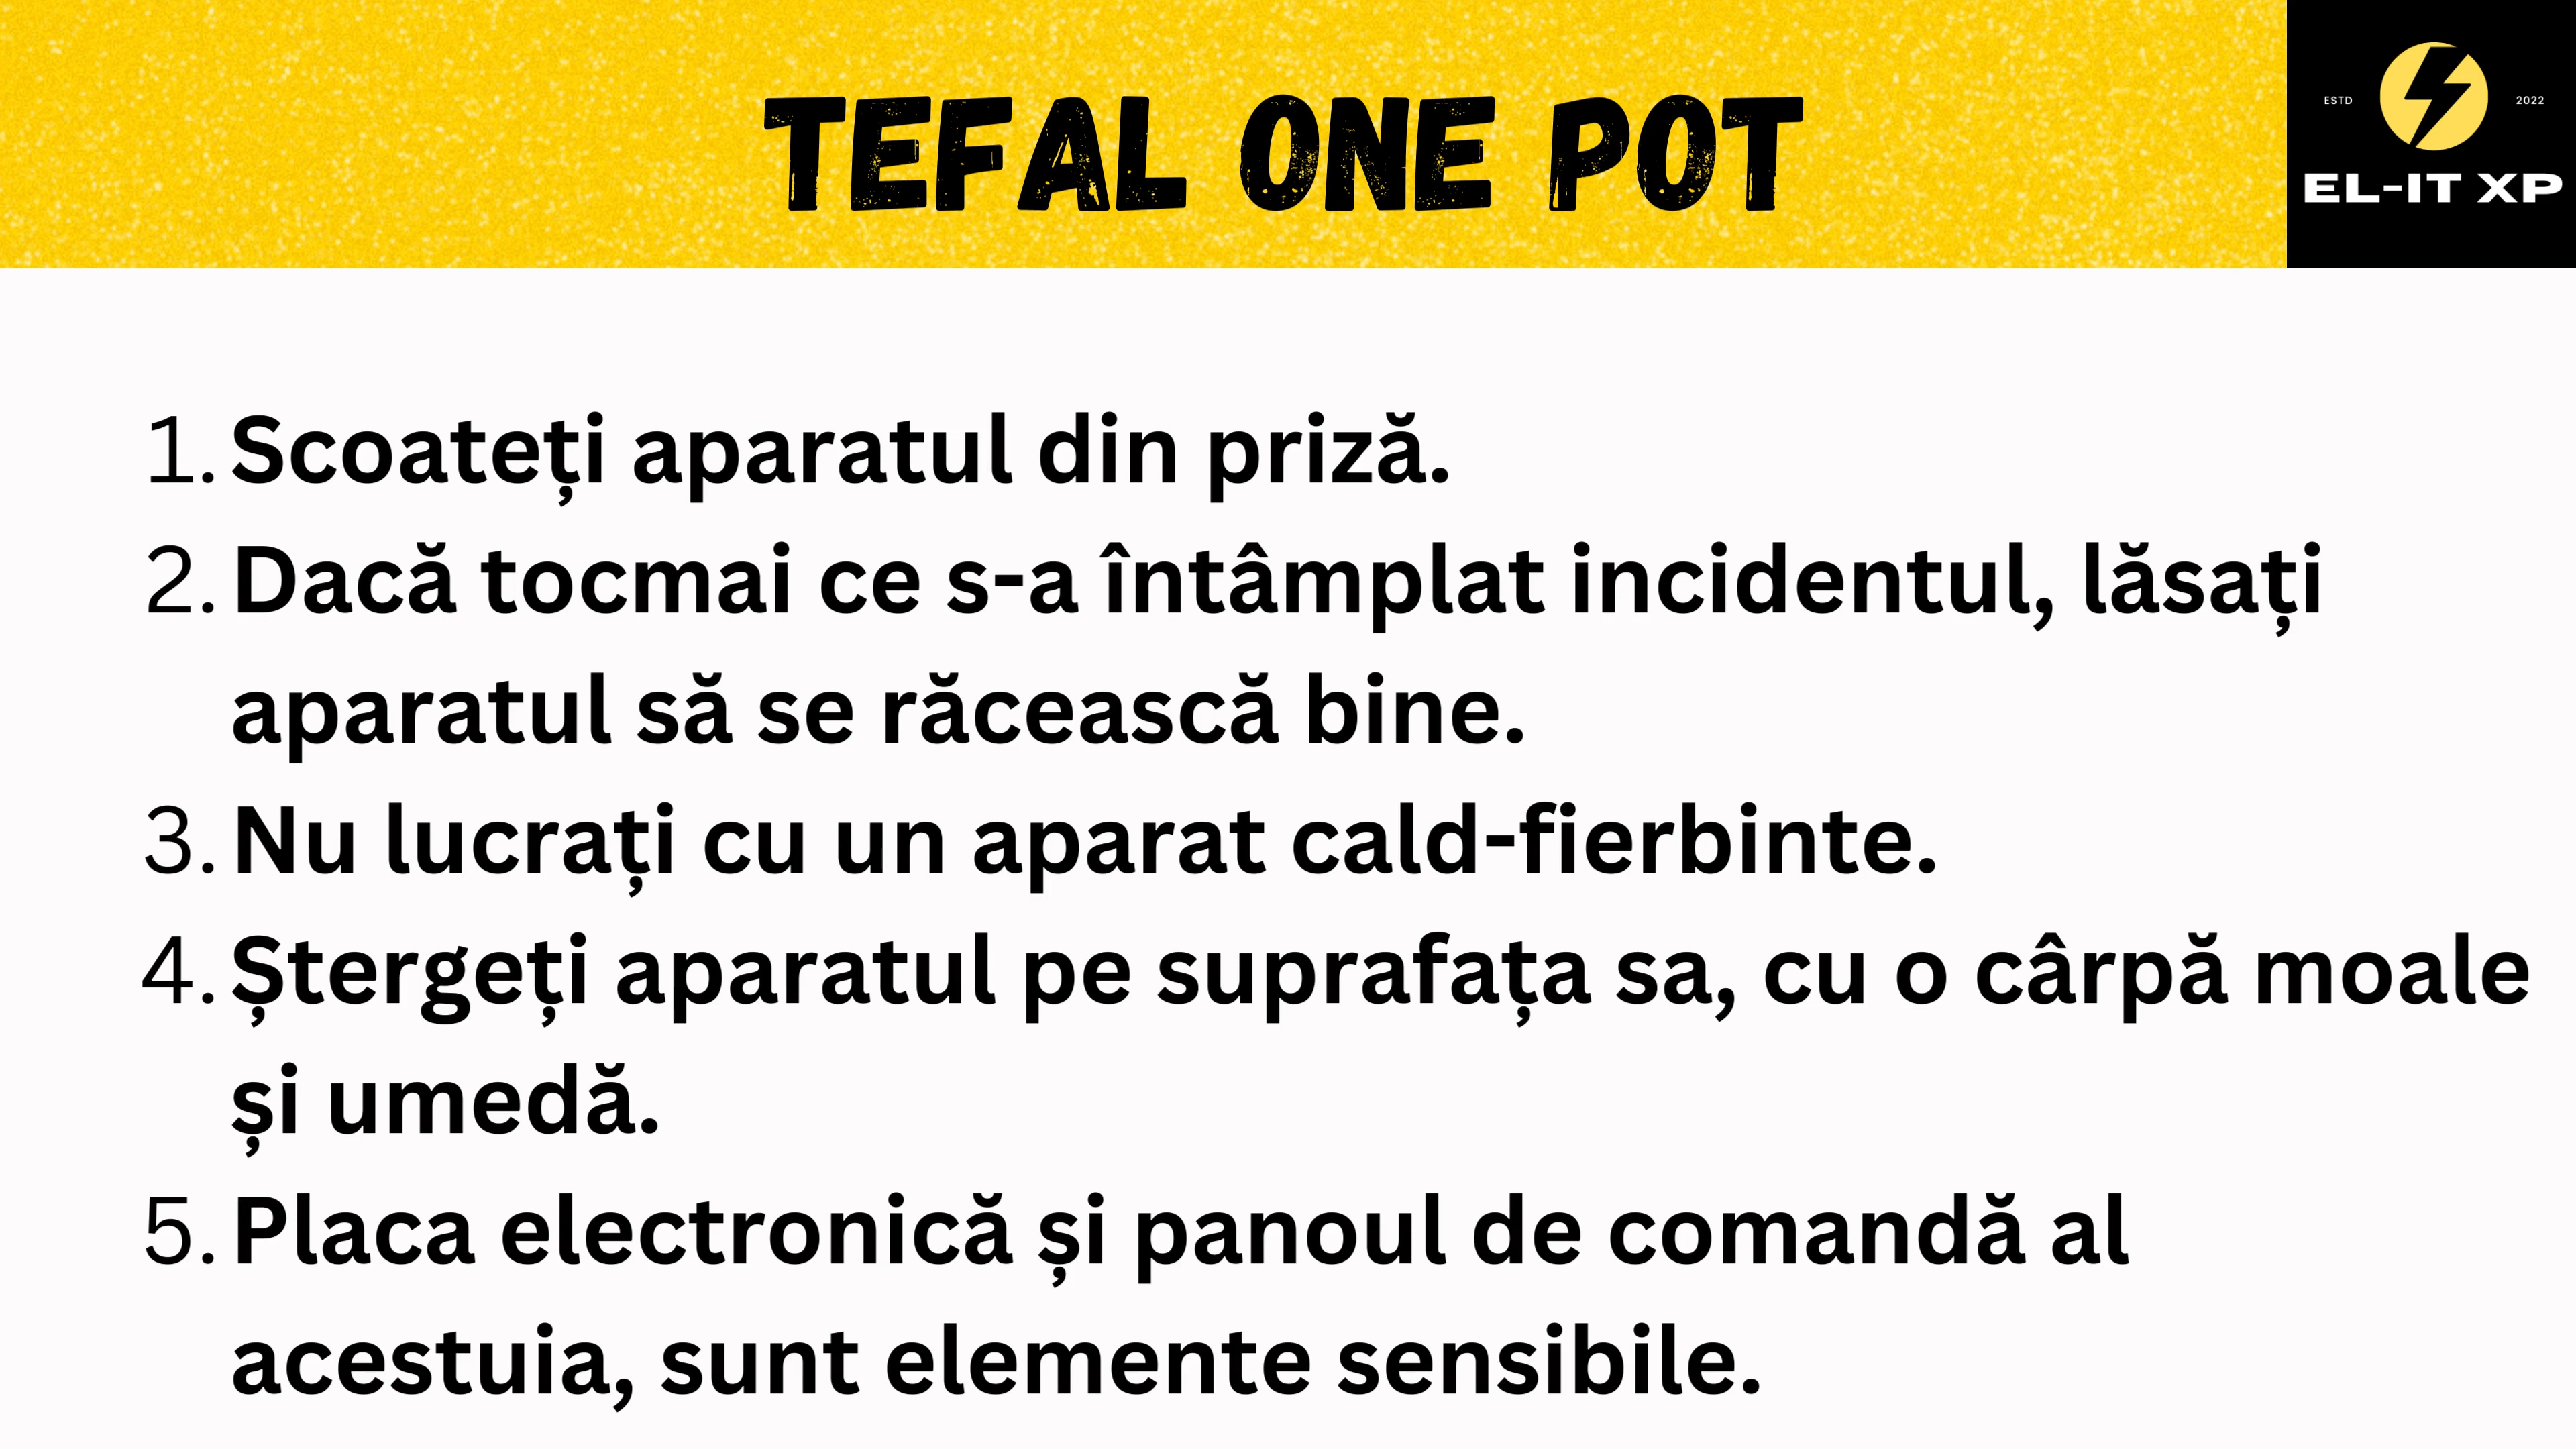 TEFAL ONE POT
ESTD 2022
EL-IT XP
1. Scoateți aparatul din priză.
2. Dacă tocmai ce s-a întâmplat incidentul, lăsați
aparatul să se răcească bine.
3. Nu lucrați cu un aparat cald-fierbinte.
4. Ștergeți aparatul pe suprafața sa, cu o cârpă moale
și umedă.
5. Placa electronică și panoul de comandă al
acestuia, sunt elemente sensibile.